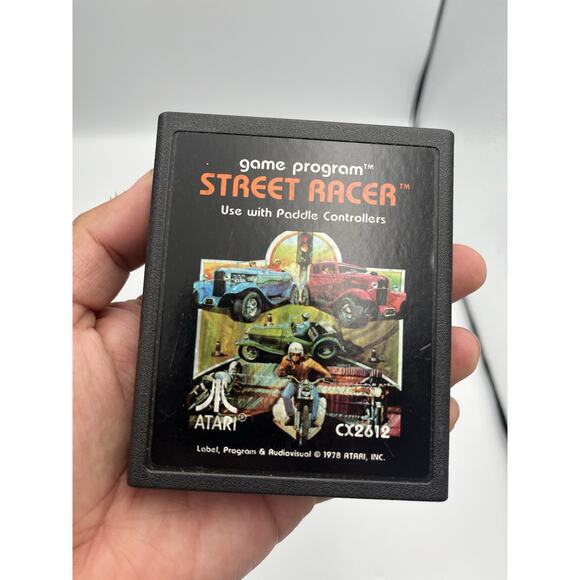 game program™
STREET RACER™
Use with Paddle Controllers
ATARI®
CX2612
Label, Program & Audiovisual © 1978 ATARI, INC.